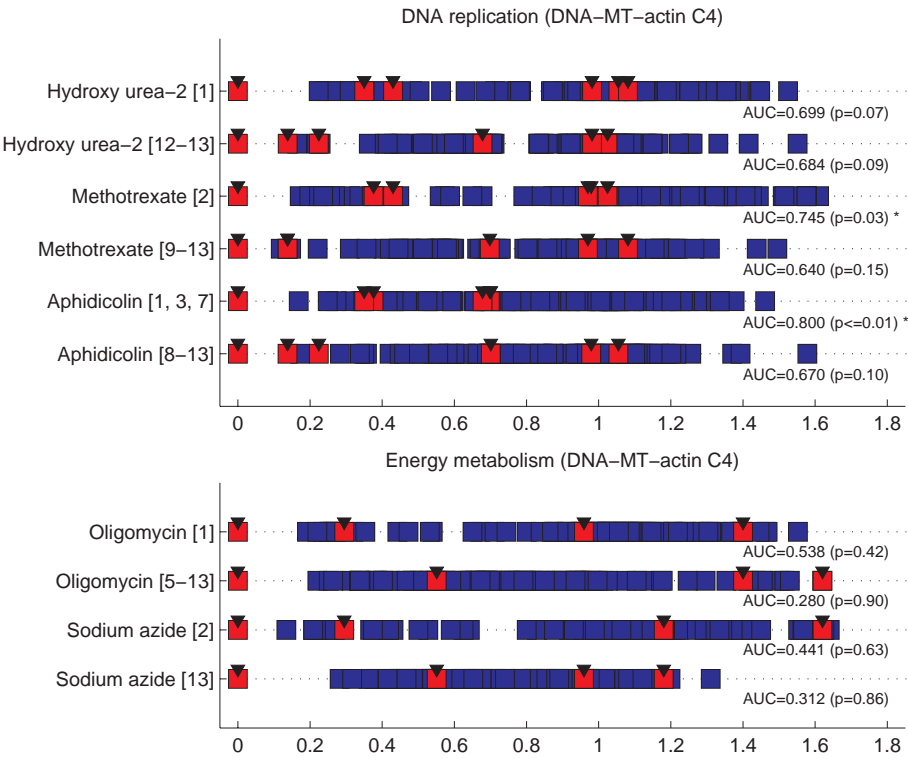 DNA replication (DNA−MT−actin C4)
Hydroxy urea−2 [1]
AUC=0.699 (p=0.07)
Hydroxy urea−2 [12−13]
AUC=0.684 (p=0.09)
Methotrexate [2]
AUC=0.745 (p=0.03) *
Methotrexate [9−13]
AUC=0.640 (p=0.15)
Aphidicolin [1, 3, 7]
AUC=0.800 (p<=0.01) *
Aphidicolin [8−13]
AUC=0.670 (p=0.10)
0 0.2 0.4 0.6 0.8 1 1.2 1.4 1.6 1.8
Energy metabolism (DNA−MT−actin C4)
Oligomycin [1]
AUC=0.538 (p=0.42)
Oligomycin [5−13]
AUC=0.280 (p=0.90)
Sodium azide [2]
AUC=0.441 (p=0.63)
Sodium azide [13]
AUC=0.312 (p=0.86)
0 0.2 0.4 0.6 0.8 1 1.2 1.4 1.6 1.8